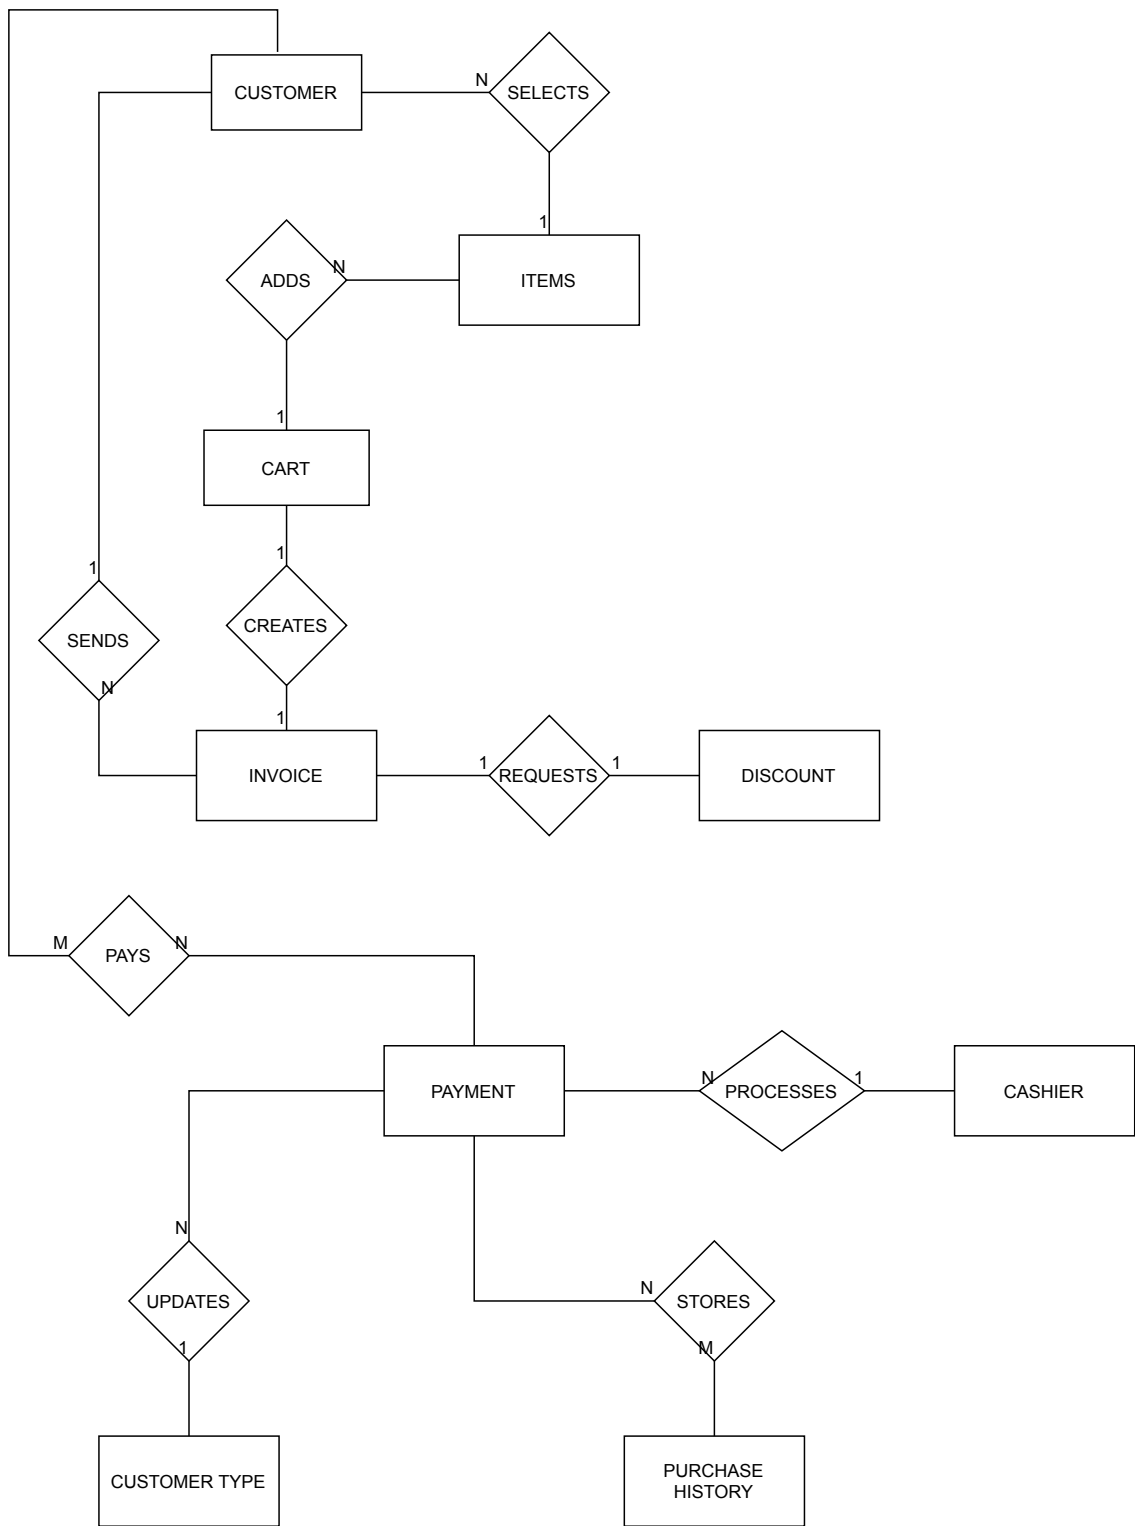 CUSTOMER
N
SELECTS
1
ADDS
N
ITEMS
1
CART
1
1
SENDS
CREATES
N
1
INVOICE
1
REQUESTS
1
DISCOUNT
M
PAYS
N
PAYMENT
N
PROCESSES
1
CASHIER
N
UPDATES
1
N
STORES
M
CUSTOMER TYPE
PURCHASE
HISTORY